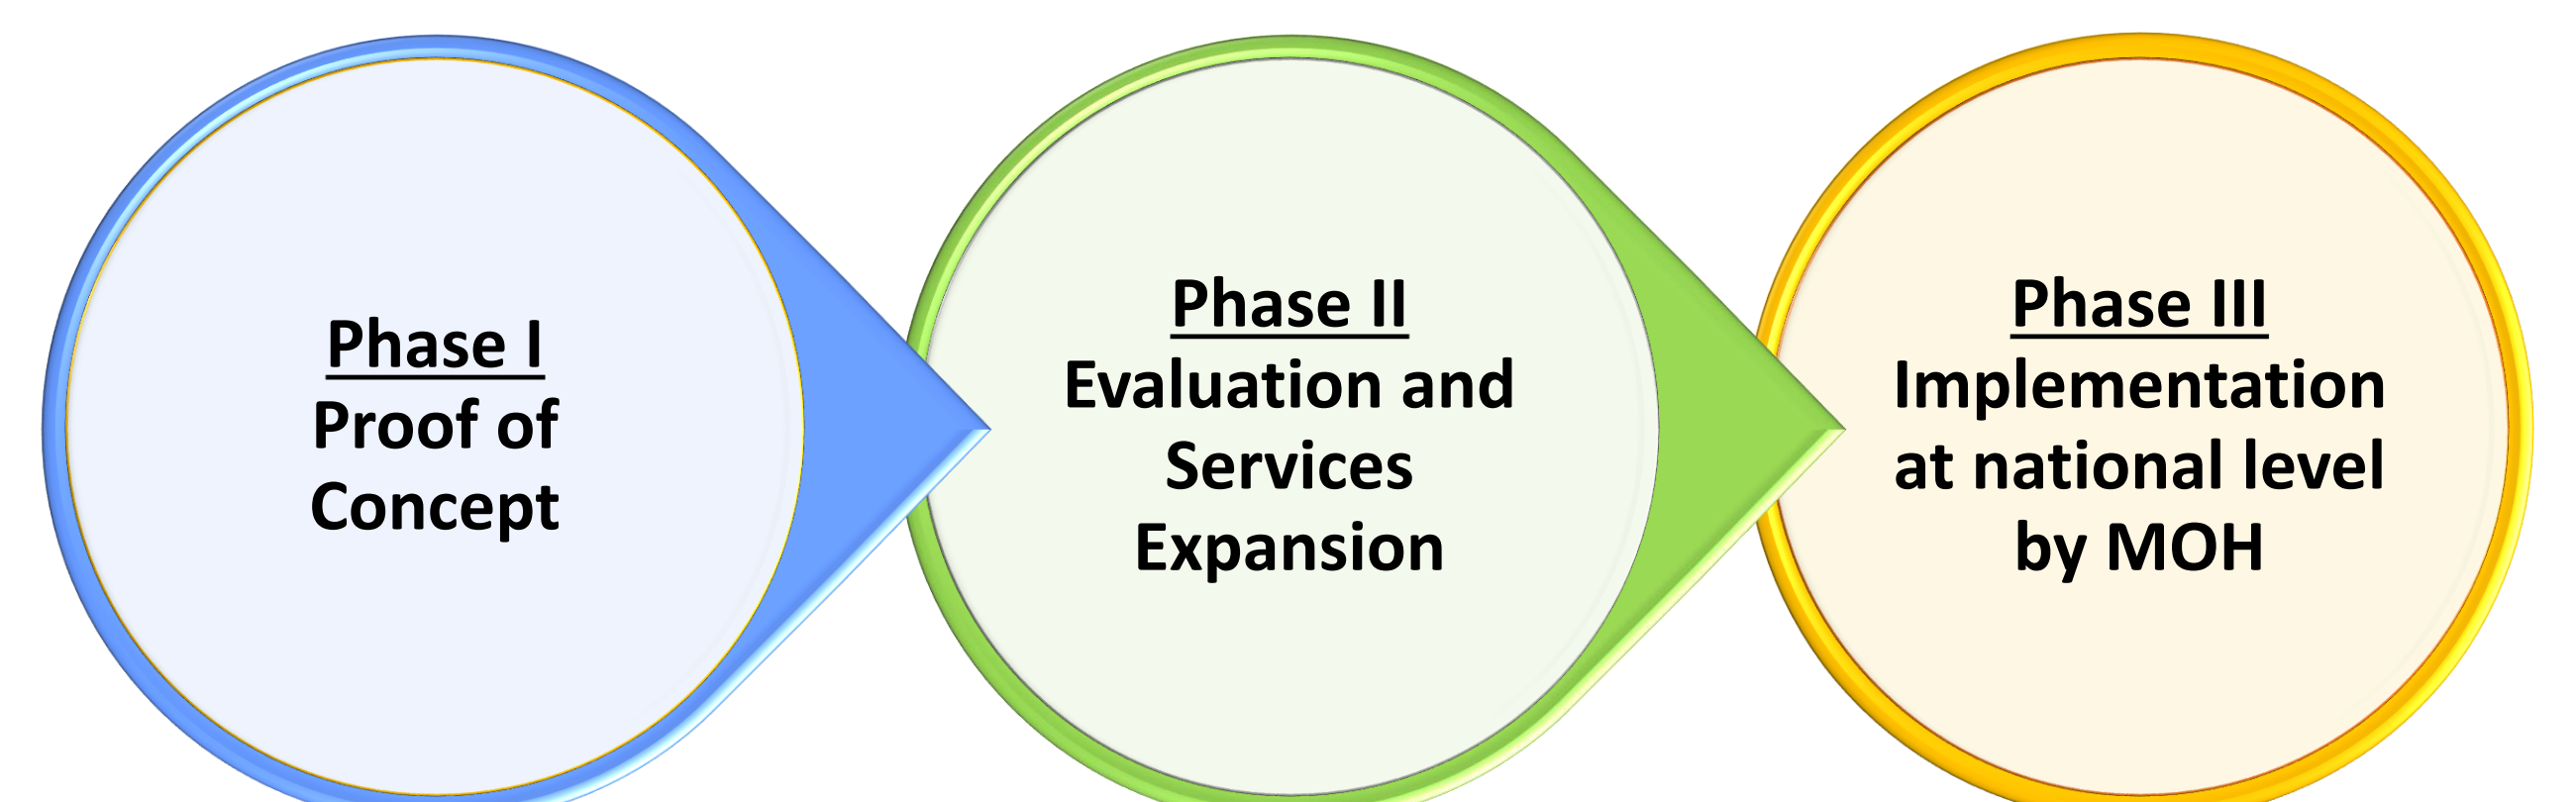 Phase I
Proof of
Concept
Phase II
Evaluation and
Services
Expansion
Phase III
Implementation
at national level
by MOH